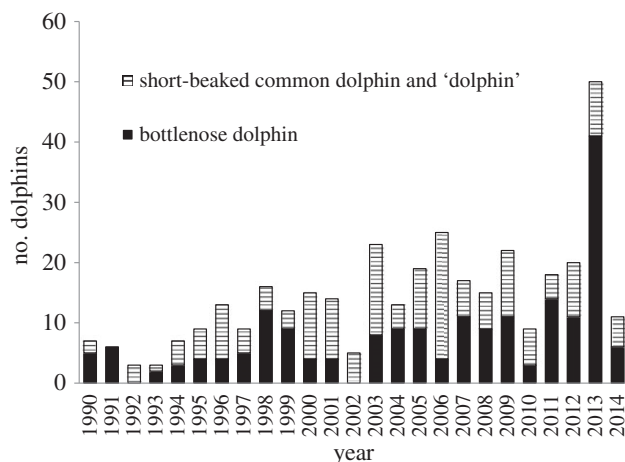 60
50
40
30
20
10
0
no. dolphins
short-beaked common dolphin and ‘dolphin’
bottlenose dolphin
1990 1991 1992 1993 1994 1995 1996 1997 1998 1999 2000 2001 2002 2003 2004 2005 2006 2007 2008 2009 2010 2011 2012 2013 2014
year